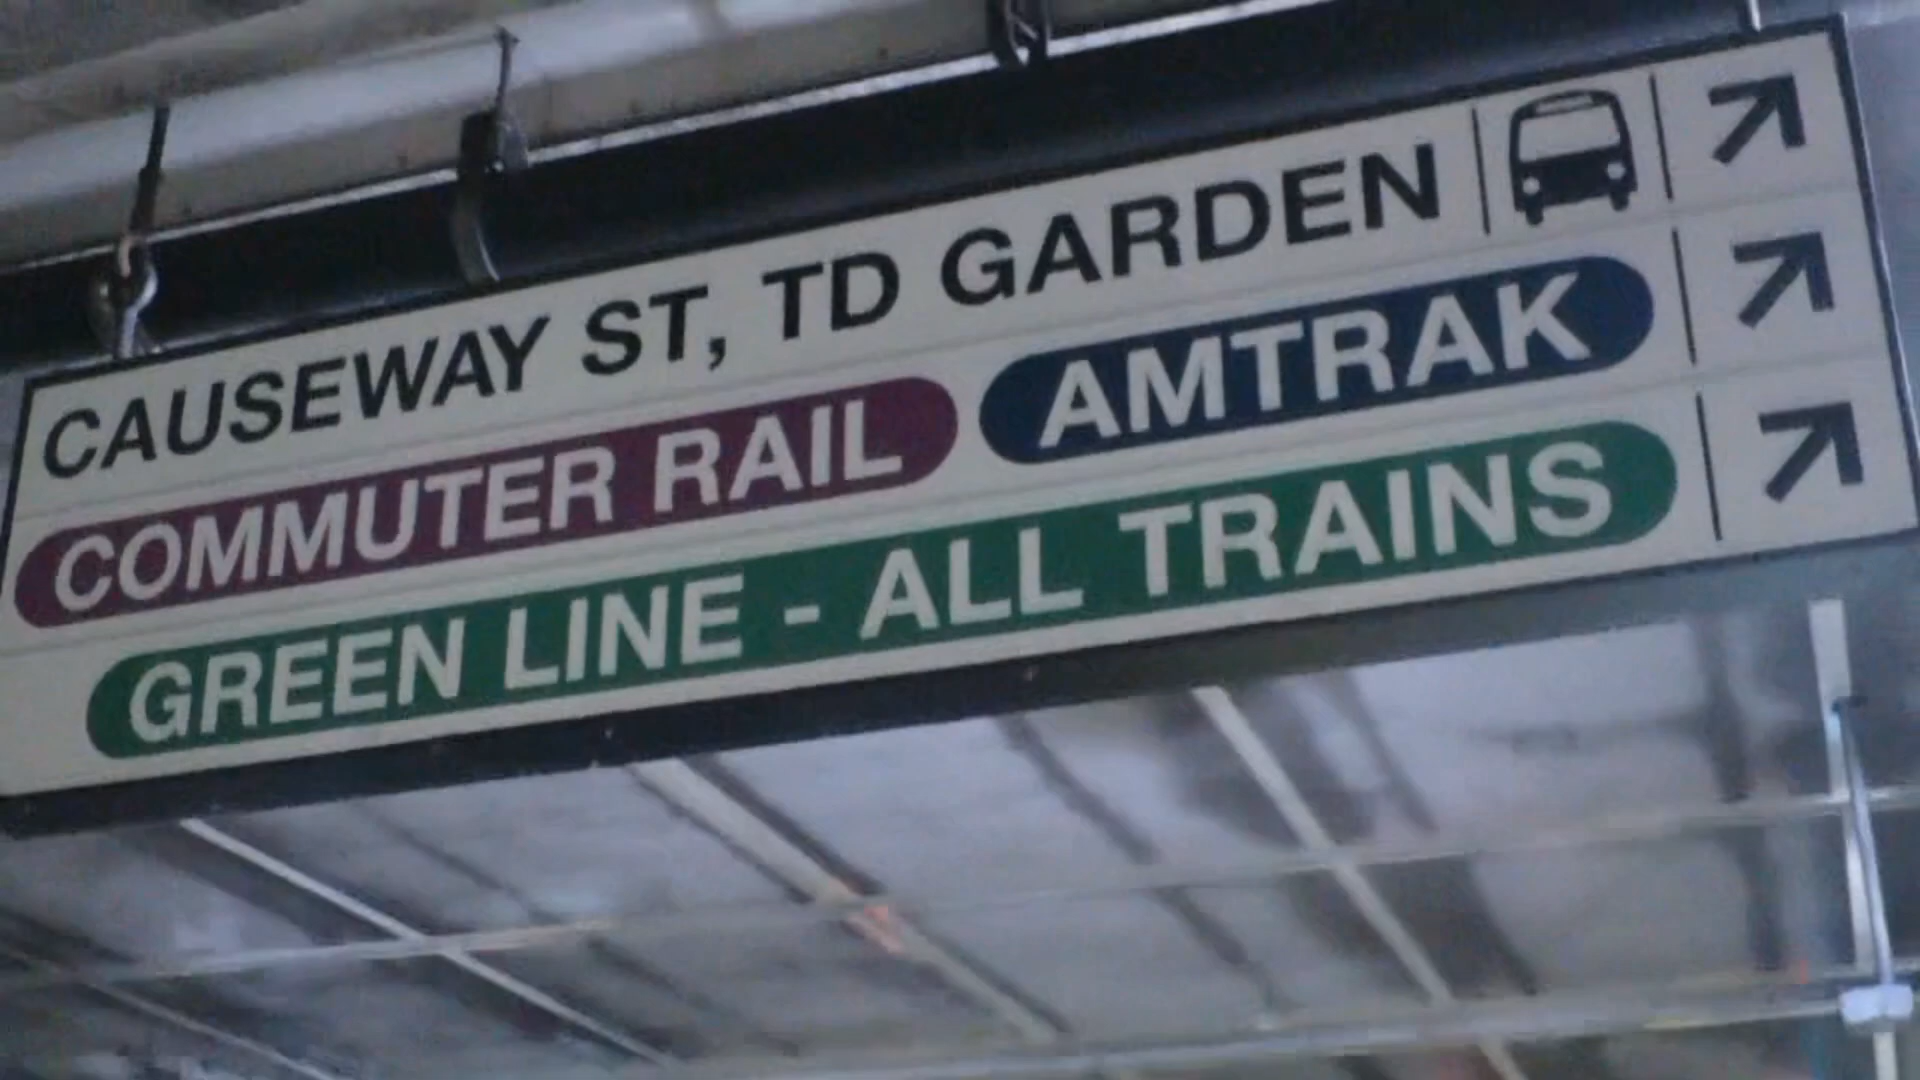 CAUSEWAY ST, TD GARDEN
COMMUTER RAIL AMTRAK
GREEN LINE - ALL TRAINS